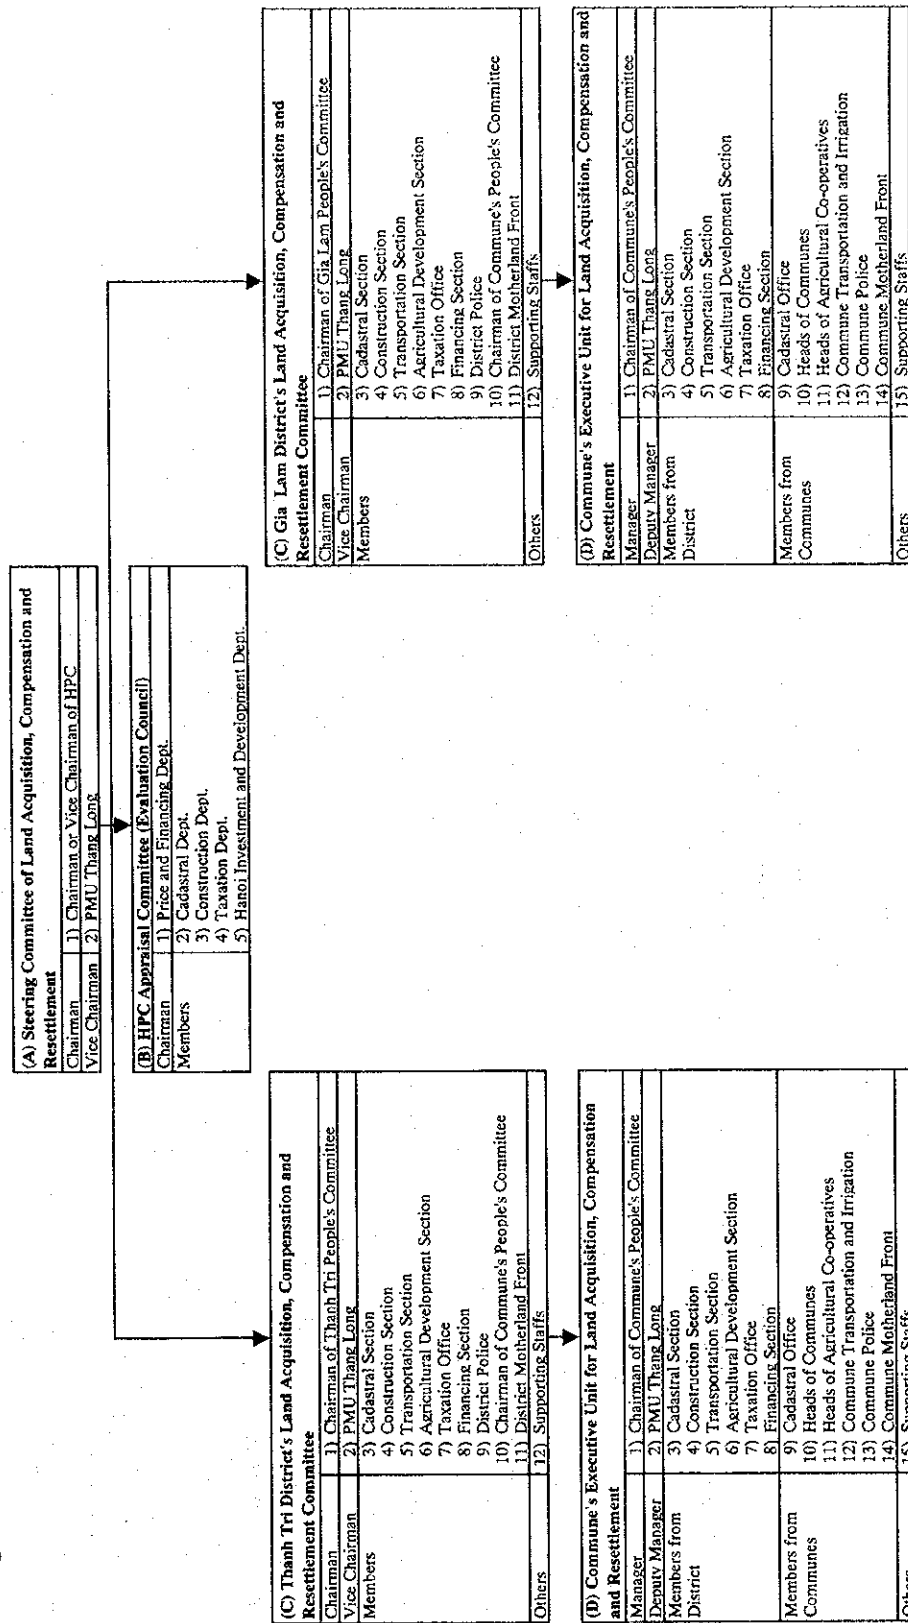 (A) Steering Committee of Land Acquisition, Compensation and
Resettlement
Chairman 1) Chairman or Vice Chairman of HPC
Vice Chairman 2) PMU Thang Long
(B) HPC Appraisal Committee (Evaluation Council)
Chairman 1) Price and Financing Dept.
Members 2) Cadastral Dept.
3) Construction Dept.
4) Taxation Dept.
5) Hanoi Investment and Development Dept.
(C) Thanh Tri District's Land Acquisition, Compensation and
Resettlement Committee
Chairman 1) Chairman of Thanh Tri People's Committee
Vice Chairman 2) PMU Thang Long
Members 3) Cadastral Section
4) Construction Section
5) Transportation Section
6) Agricultural Development Section
7) Taxation Office
8) Financing Section
9) District Police
10) Chairman of Commune's People's Committee
11) District Motherland Front
Others 12) Supporting Staffs
(D) Commune's Executive Unit for Land Acquisition, Compensation
and Resettlement
Manager 1) Chairman of Commune's People's Committee
Deputy Manager 2) PMU Thang Long
Members from 3) Cadastral Section
District 4) Construction Section
5) Transportation Section
6) Agricultural Development Section
7) Taxation Office
8) Financing Section
Members from 9) Cadastral Office
Communes 10) Heads of Communes
11) Heads of Agricultural Co-operatives
12) Commune Transportation and Irrigation
13) Commune Police
14) Commune Motherland Front
Others 15) Supporting Staffs
(C) Gia Lam District's Land Acquisition, Compensation and
Resettlement Committee
Chairman 1) Chairman of Gia Lam People's Committee
Vice Chairman 2) PMU Thang Long
Members 3) Cadastral Section
4) Construction Section
5) Transportation Section
6) Agricultural Development Section
7) Taxation Office
8) Financing Section
9) District Police
10) Chairman of Commune's People's Committee
11) District Motherland Front
Others 12) Supporting Staffs
(D) Commune's Executive Unit for Land Acquisition, Compensation and
Resettlement
Manager 1) Chairman of Commune's People's Committee
Deputy Manager 2) PMU Thang Long
Members from 3) Cadastral Section
District 4) Construction Section
5) Transportation Section
6) Agricultural Development Section
7) Taxation Office
8) Financing Section
Members from 9) Cadastral Office
Communes 10) Heads of Communes
11) Heads of Agricultural Co-operatives
12) Commune Transportation and Irrigation
13) Commune Police
14) Commune Motherland Front
Others 15) Supporting Staffs